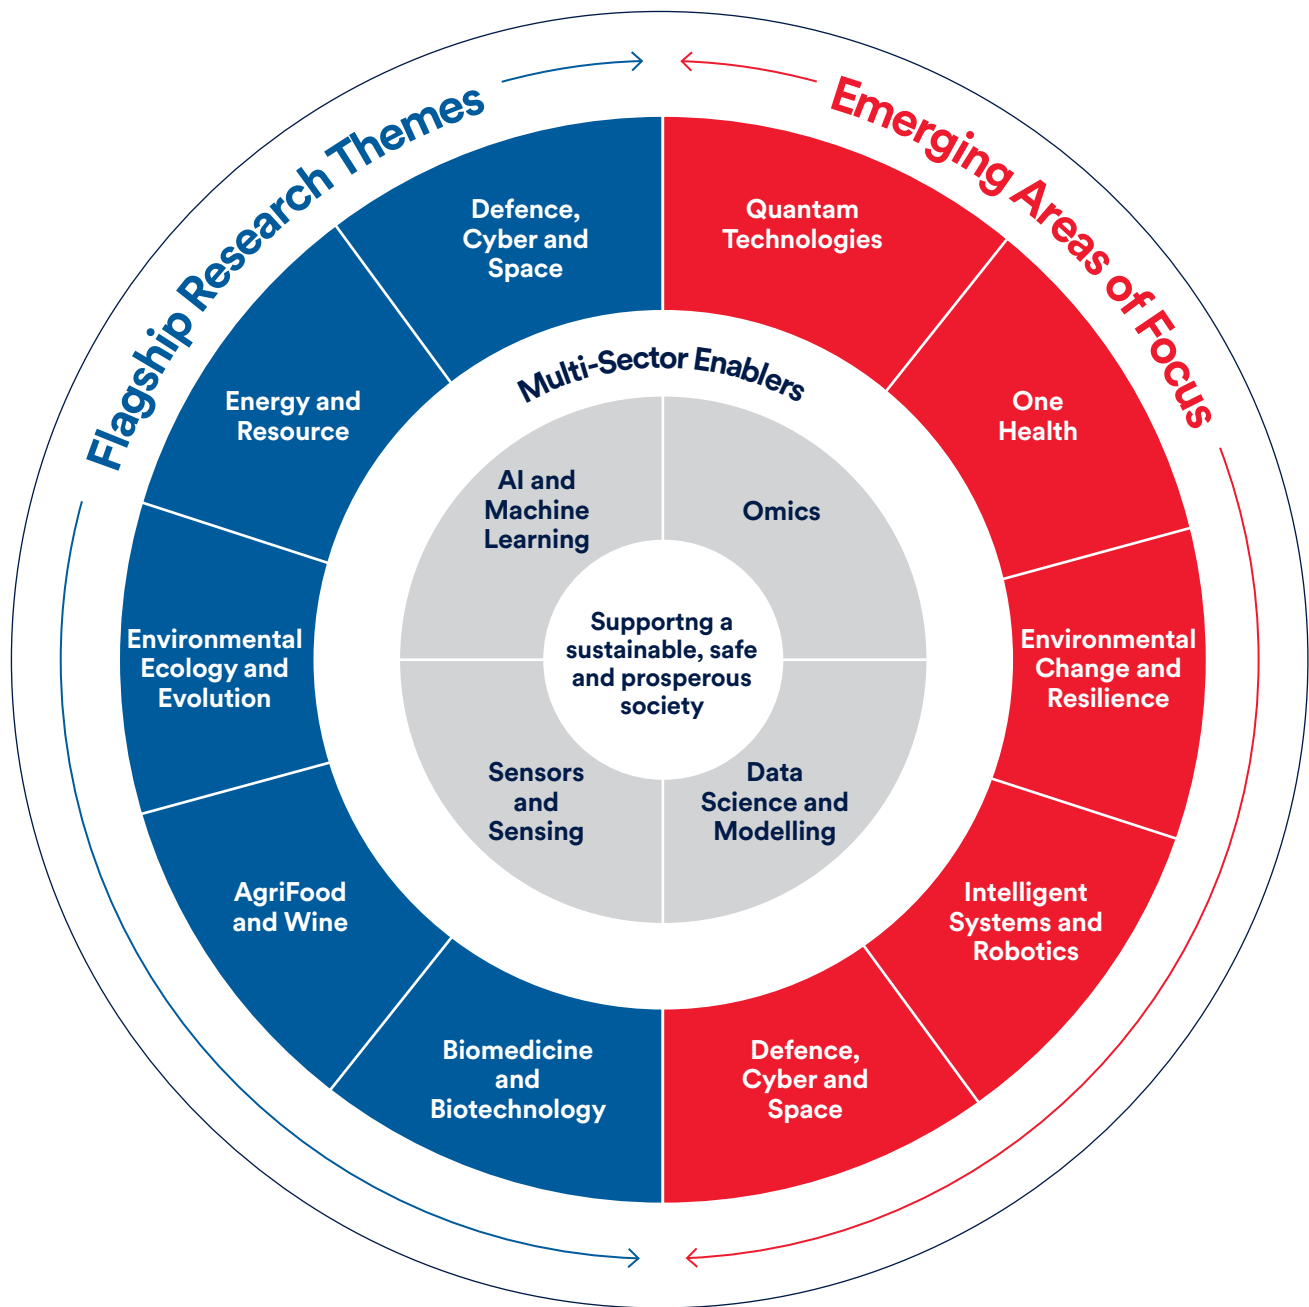 Flagship Research Themes
Emerging Areas of Focus
Defence,
Cyber and
Space
Quantam
Technologies
Energy and
Resource
One
Health
Environmental
Ecology and
Evolution
Environmental
Change and
Resilience
AgriFood
and Wine
Intelligent
Systems and
Robotics
Biomedicine
and
Biotechnology
Defence,
Cyber and
Space
Multi-Sector Enablers
AI and
Machine
Learning
Omics
Sensors
and
Sensing
Data
Science and
Modelling
Supportng a
sustainable, safe
and prosperous
society